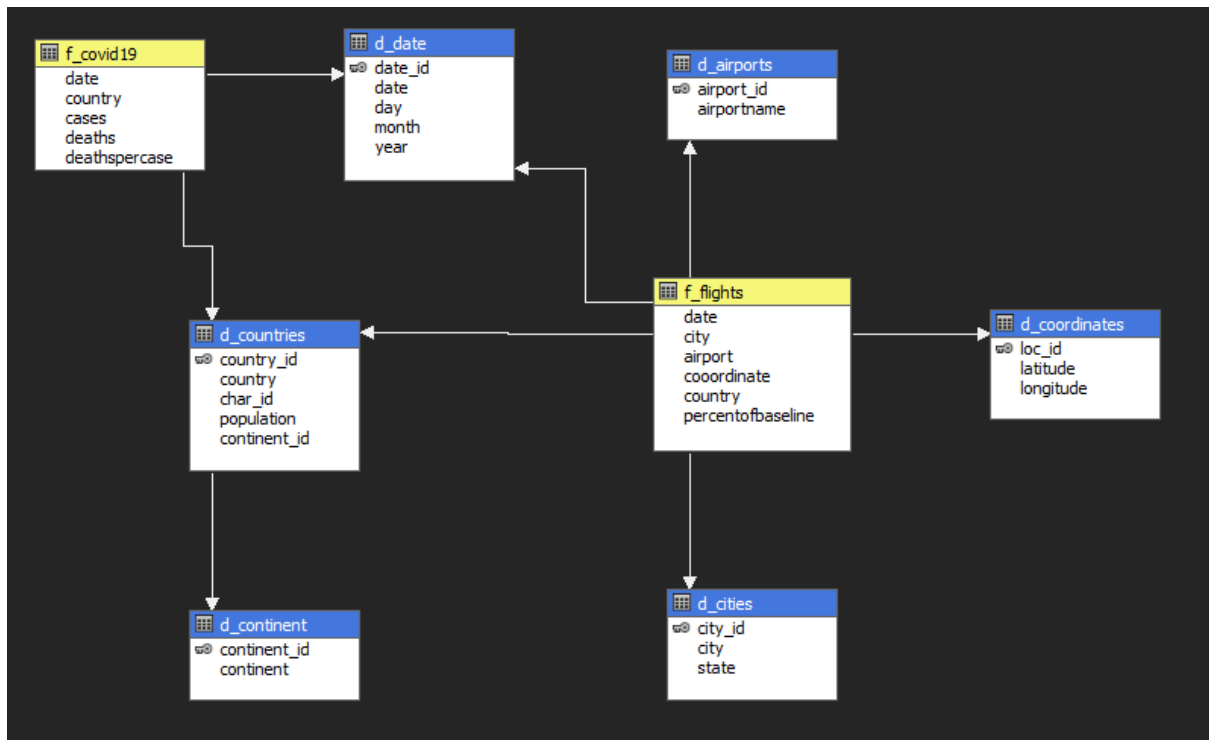 f_covid19
date
country
cases
deaths
deathspercase
d_date
date_id
date
day
month
year
d_airports
airport_id
airportname
f_flights
date
city
airport
cooordinate
country
percentofbaseline
d_coordinates
loc_id
latitude
longitude
d_countries
country_id
country
char_id
population
continent_id
d_continent
continent_id
continent
d_cities
city_id
city
state